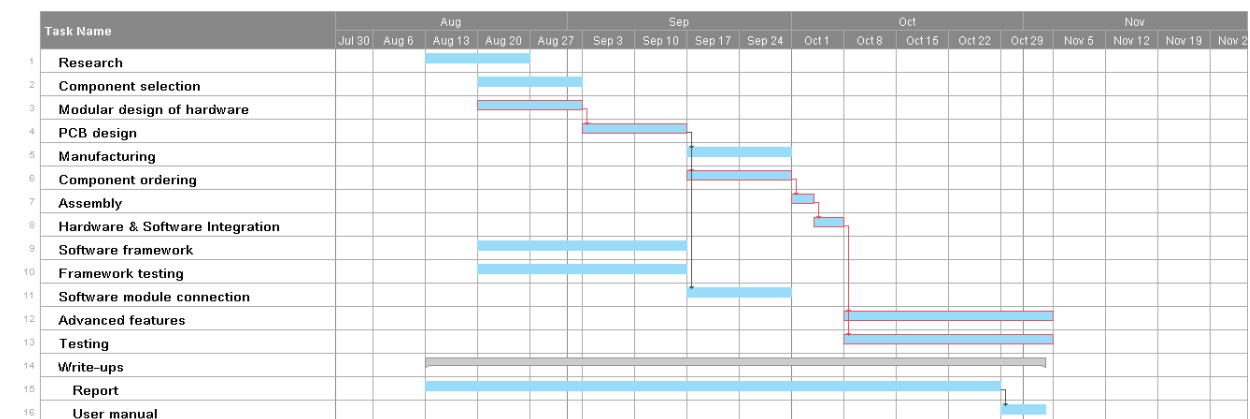 Task Name
Aug Sep Oct Nov
Jul 30 Aug 6 Aug 13 Aug 20 Aug 27 Sep 3 Sep 10 Sep 17 Sep 24 Oct 1 Oct 8 Oct 15 Oct 22 Oct 29 Nov 5 Nov 12 Nov 19 Nov 2
1 Research
2 Component selection
3 Modular design of hardware
4 PCB design
5 Manufacturing
6 Component ordering
7 Assembly
8 Hardware & Software Integration
9 Software framework
10 Framework testing
11 Software module connection
12 Advanced features
13 Testing
14 Write-ups
15 Report
16 User manual